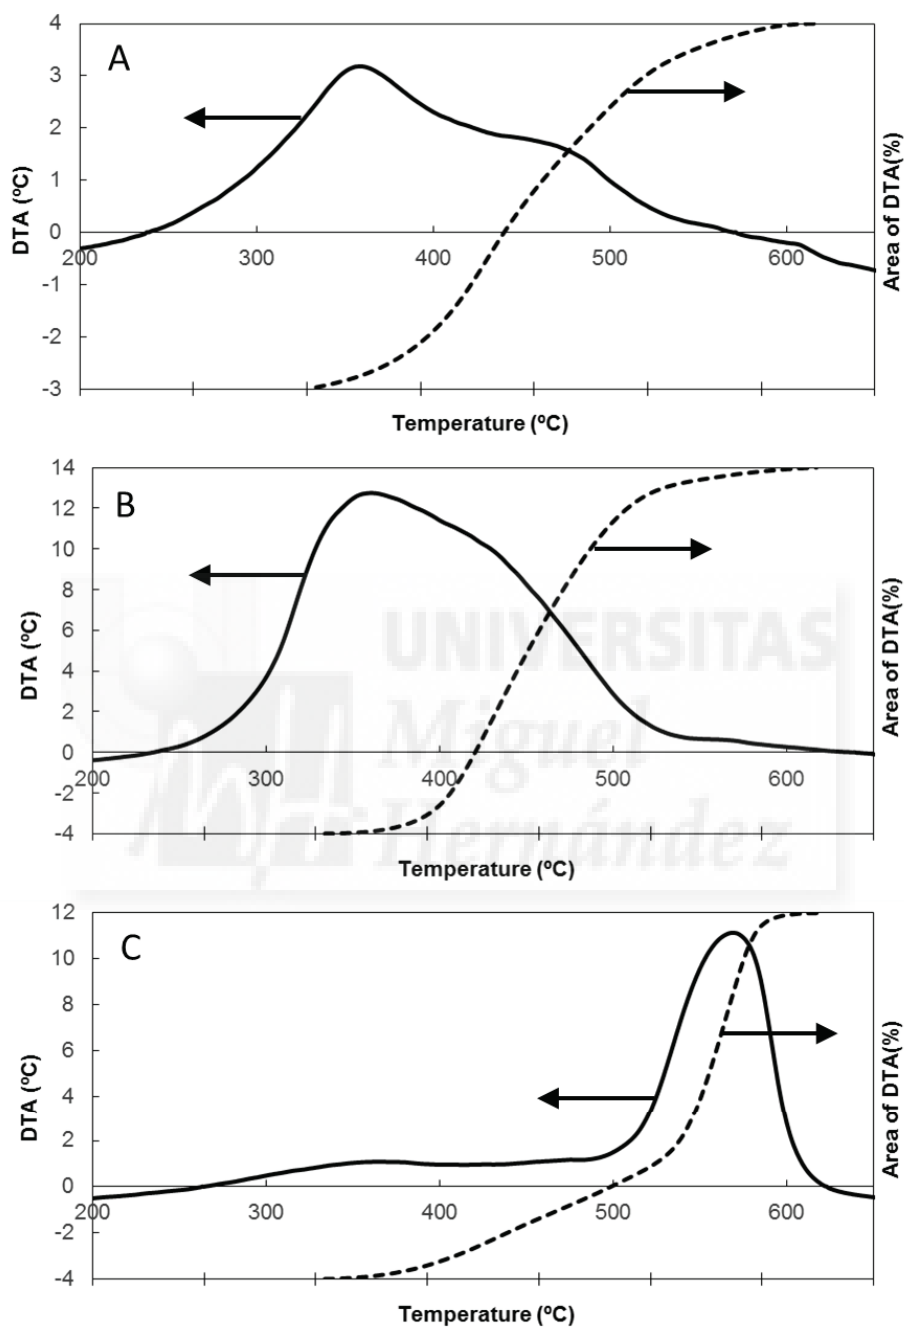 A
4
3
2
1
0
-1
-2
-3
200 300 400 500 600
DTA (ºC)
Area of DTA(%)
Temperature (ºC)
B
14
12
10
8
6
4
2
0
-2
-4
200 300 400 500 600
DTA (ºC)
Area of DTA(%)
Temperature (ºC)
UNIVERSITAS
Miguel
Hernández
C
12
10
8
6
4
2
0
-2
-4
200 300 400 500 600
DTA (ºC)
Area of DTA(%)
Temperature (ºC)